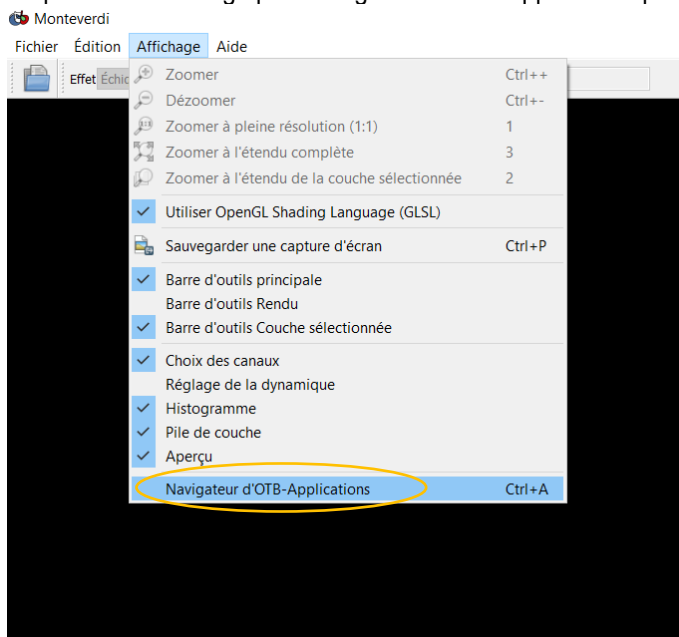 Monteverdi
Fichier Édition Affichage Aide
Effet Échic
Zoomer Ctrl++
Dézoomer Ctrl+-
Zoomer à pleine résolution (1:1) 1
Zoomer à l'étendu complète 3
Zoomer à l'étendu de la couche sélectionnée 2
Utiliser OpenGL Shading Language (GLSL)
Sauvegarder une capture d'écran Ctrl+P
Barre d'outils principale
Barre d'outils Rendu
Barre d'outils Couche sélectionnée
Choix des canaux
Réglage de la dynamique
Histogramme
Pile de couche
Aperçu
Navigateur d'OTB-Applications Ctrl+A